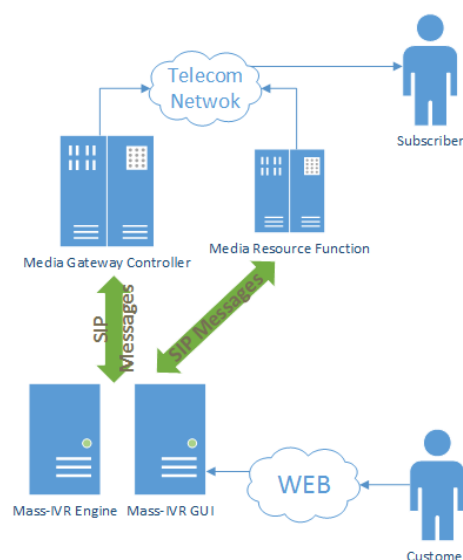 Telecom
Netwok
Subscriber
Media Gateway Controller
Media Resource Function
SIP
Messages
SIP Messages
Mass-IVR Engine
Mass-IVR GUI
WEB
Custome